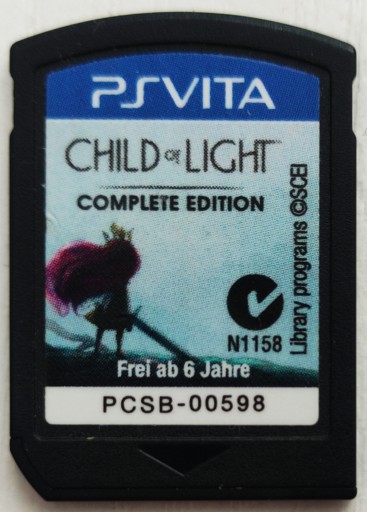 PSVITA
CHILD OF LIGHT
COMPLETE EDITION
Library programs ©SCEI
N1158
Frei ab 6 Jahre
PCSB-00598